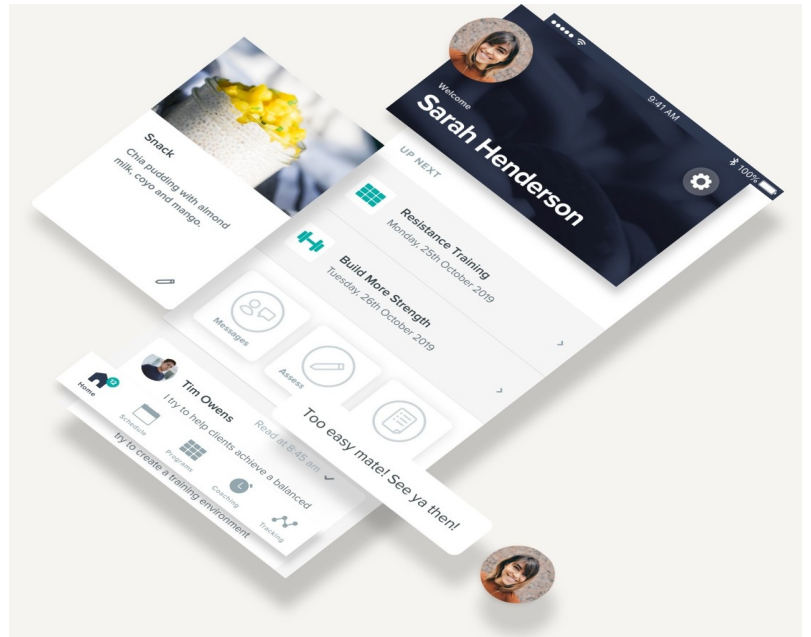 9:41 AM
100%
Welcome
Sarah Henderson
UP NEXT
Resistance Training
Monday, 25th October 2019
Build More Strength
Tuesday, 26th October 2019
Snack
Chia pudding with almond
milk, coyo and mango.
Messages
Assess
Tim Owens
Read at 8:45 am
I try to help clients achieve a balanced
12
Home
Schedule
Programs
Coaching
Tracking
try to create a training environment
Too easy mate! See ya then!